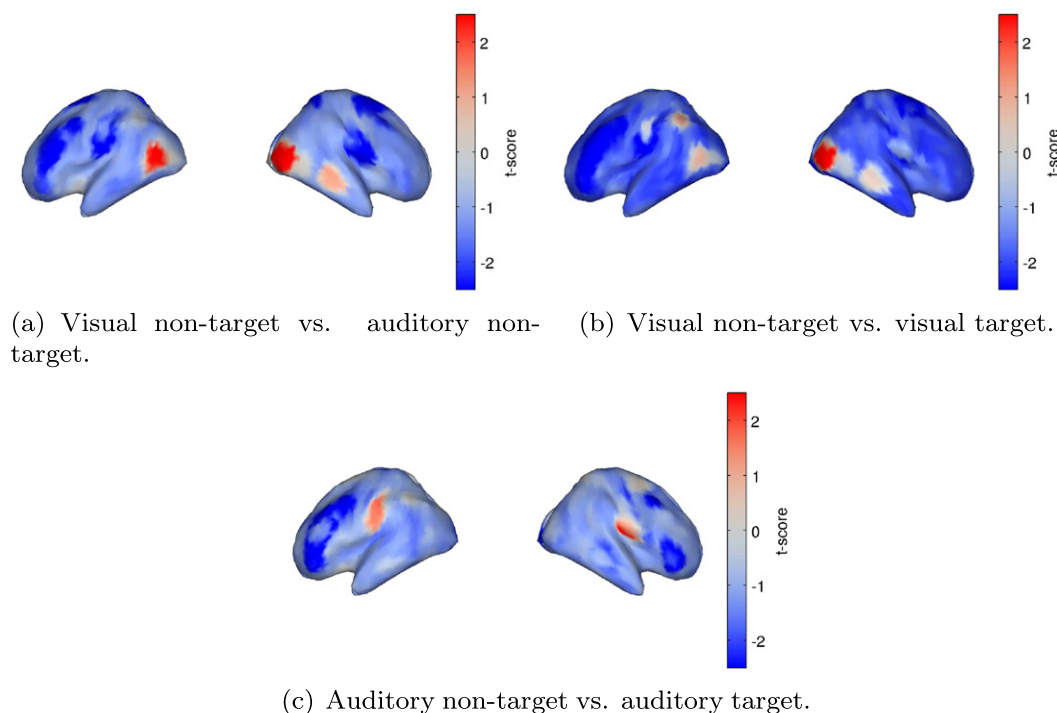 2
1
0
-1
-2
t-score
2
1
0
-1
-2
t-score
(a) Visual non-target vs. auditory non-
target.
(b) Visual non-target vs. visual target.
2
1
0
-1
-2
t-score
(c) Auditory non-target vs. auditory target.